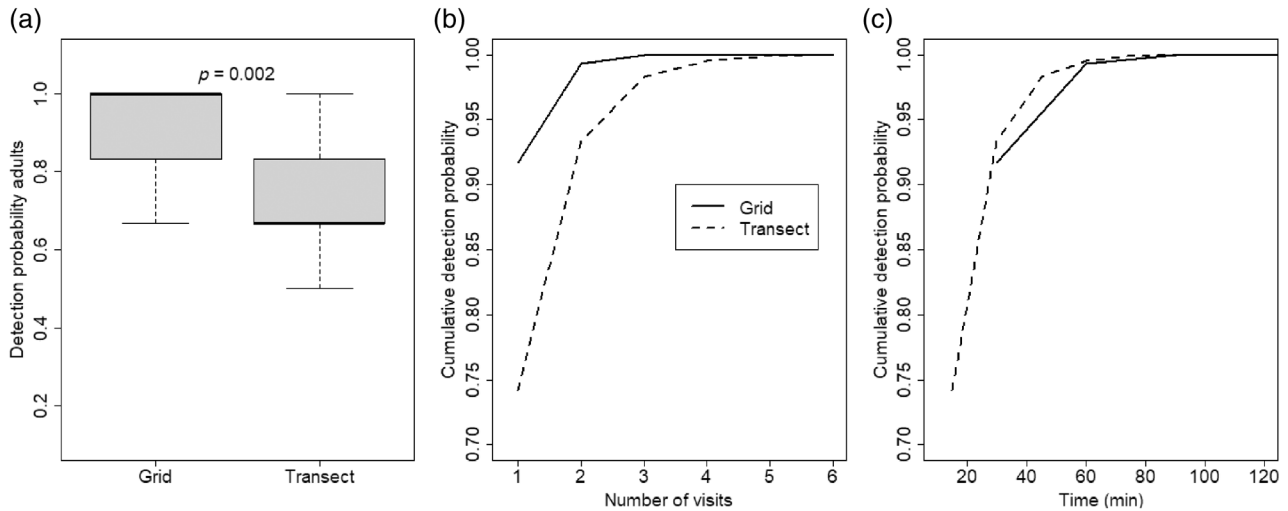 (a)
p = 0.002
Detection probability adults
1.0
0.8
0.6
0.4
0.2
Grid
Transect
(b)
Cumulative detection probability
1.00
0.95
0.90
0.85
0.80
0.75
0.70
Grid
Transect
1 2 3 4 5 6
Number of visits
(c)
Cumulative detection probability
1.00
0.95
0.90
0.85
0.80
0.75
0.70
20 40 60 80 100 120
Time (min)